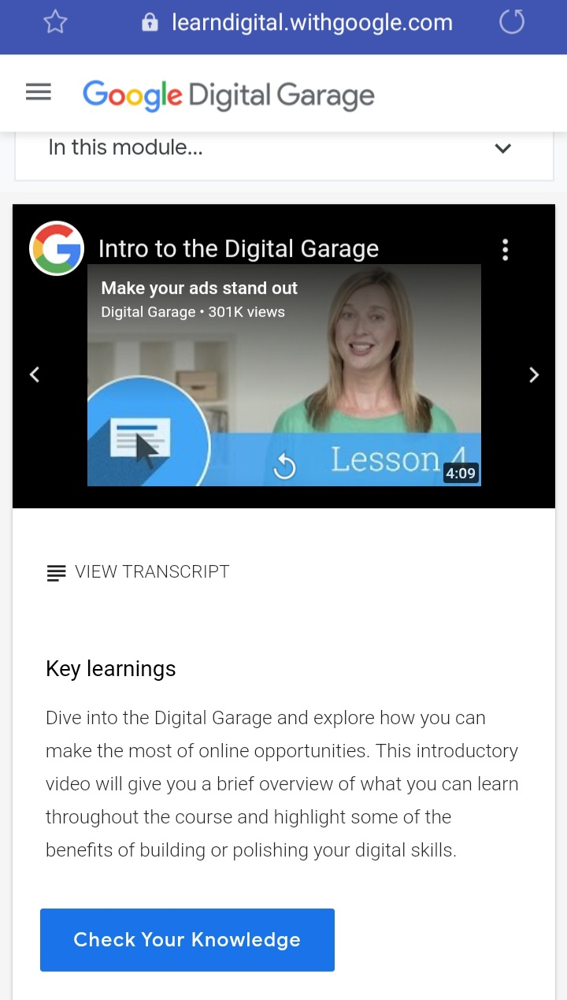 learndigital.withgoogle.com
Google Digital Garage
In this module...
Intro to the Digital Garage
Make your ads stand out
Digital Garage • 301K views
Lesson 4
4:09
VIEW TRANSCRIPT
Key learnings
Dive into the Digital Garage and explore how you can
make the most of online opportunities. This introductory
video will give you a brief overview of what you can learn
throughout the course and highlight some of the
benefits of building or polishing your digital skills.
Check Your Knowledge